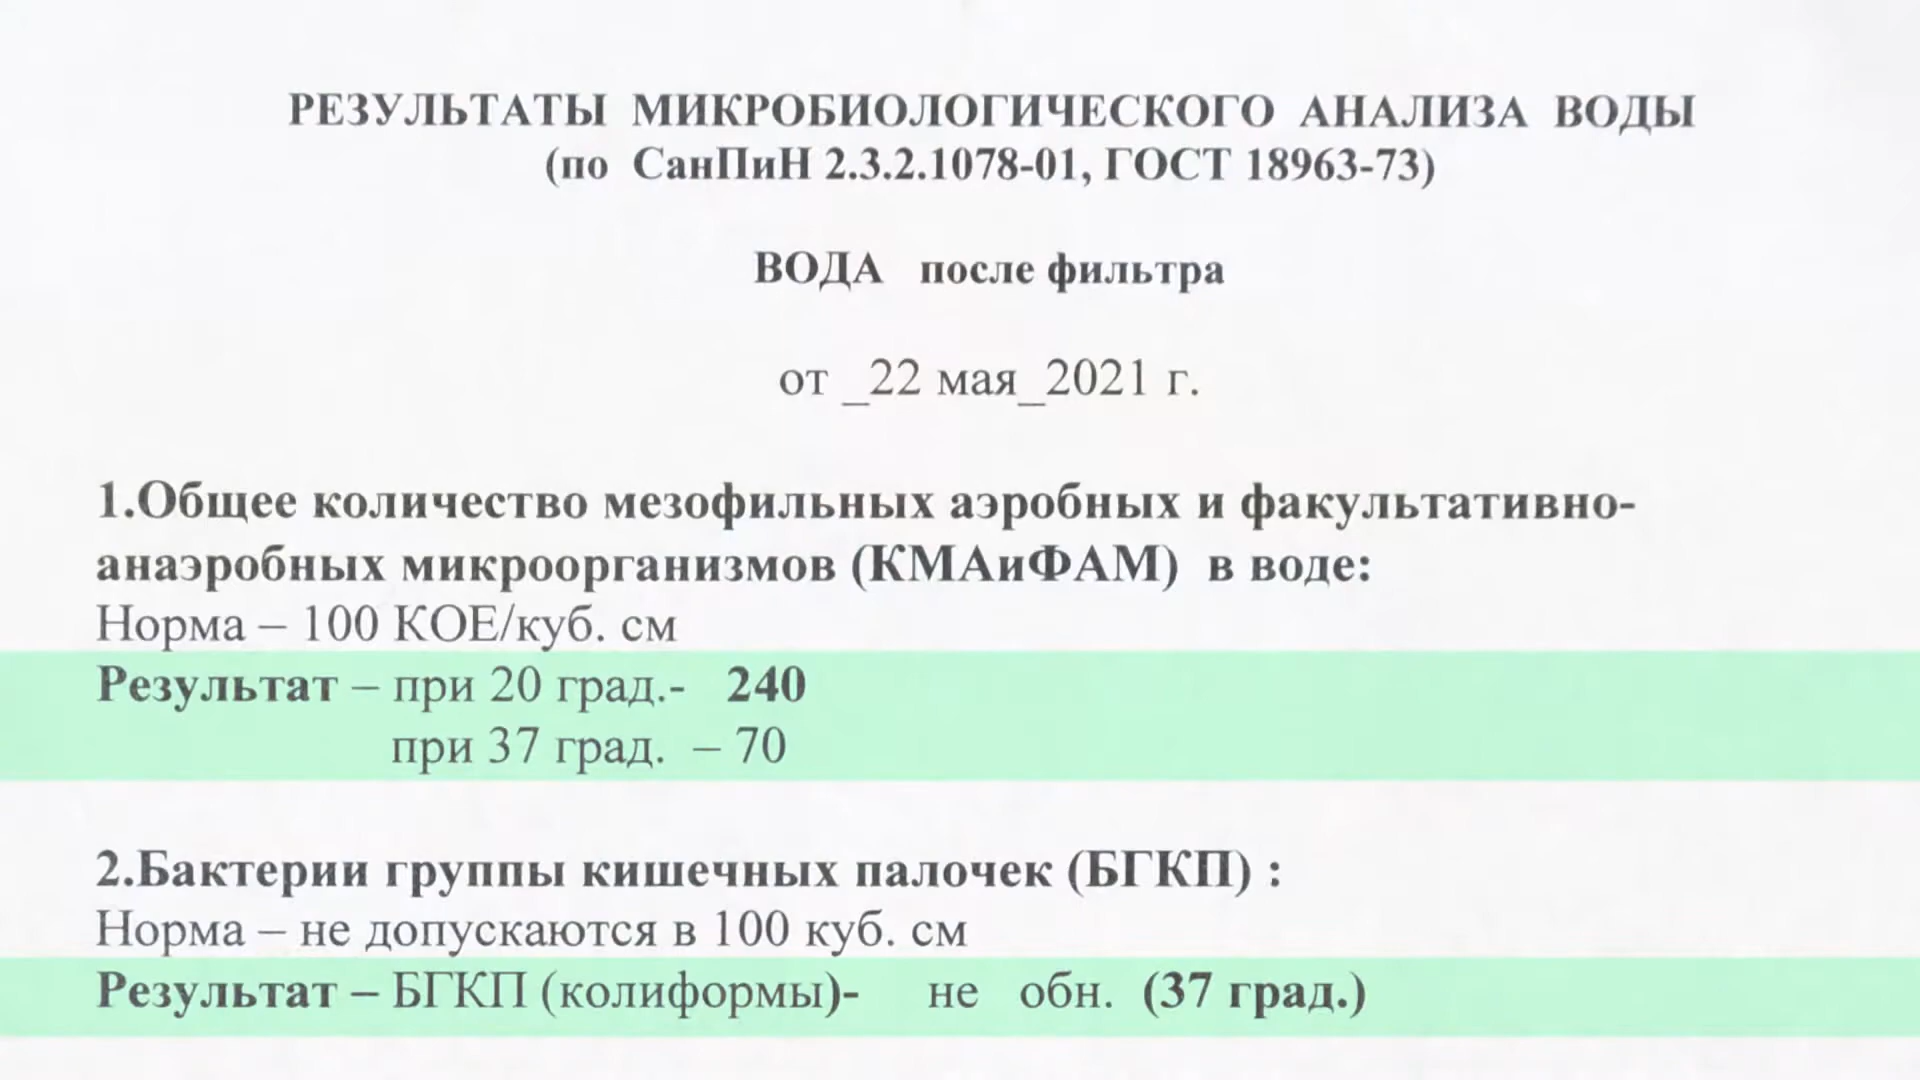 РЕЗУЛЬТАТЫ МИКРОБИОЛОГИЧЕСКОГО АНАЛИЗА ВОДЫ
(по СанПиН 2.3.2.1078-01, ГОСТ 18963-73)
ВОДА после фильтра
от _22 мая_2021 г.
1.Общее количество мезофильных аэробных и факультативно-
анаэробных микроорганизмов (КМАиФАМ) в воде:
Норма – 100 КОЕ/куб. см
Результат – при 20 град.- 240
при 37 град. – 70
2.Бактерии группы кишечных палочек (БГКП) :
Норма – не допускаются в 100 куб. см
Результат – БГКП (колиформы)- не обн. (37 град.)